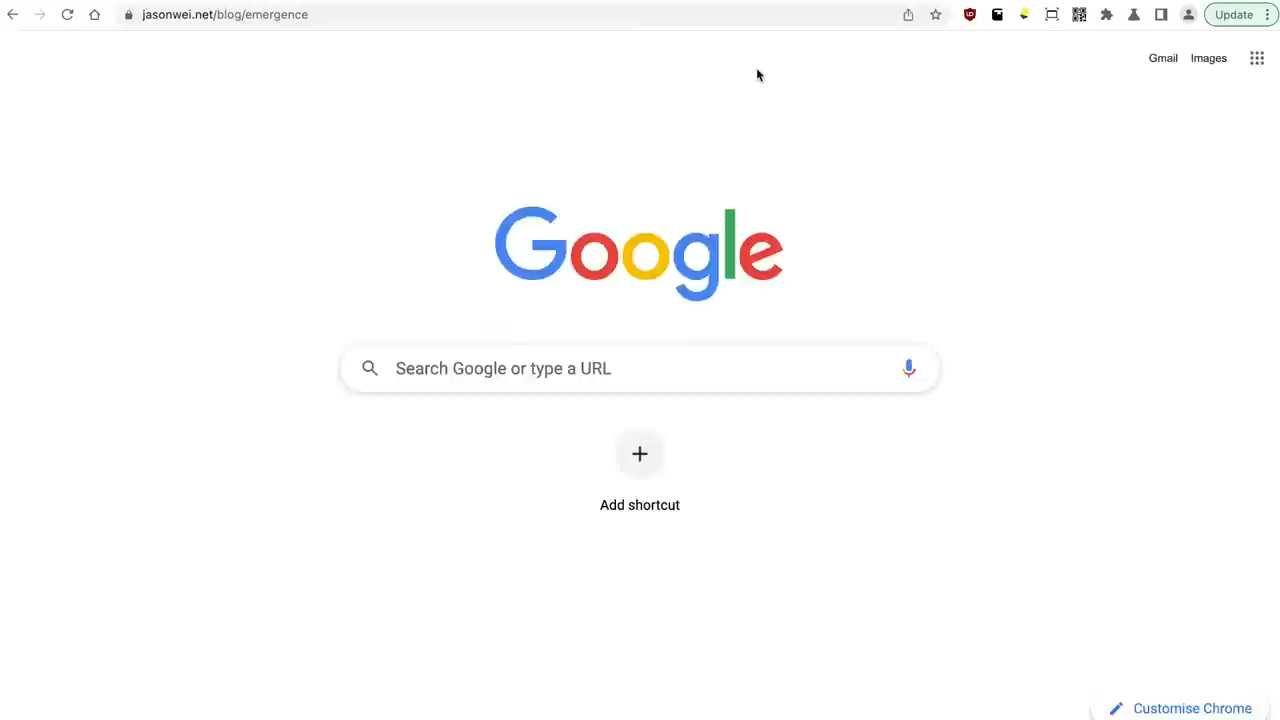 jasonwei.net/blog/emergence
Update
Gmail Images
Google
Search Google or type a URL
Add shortcut
Customise Chrome